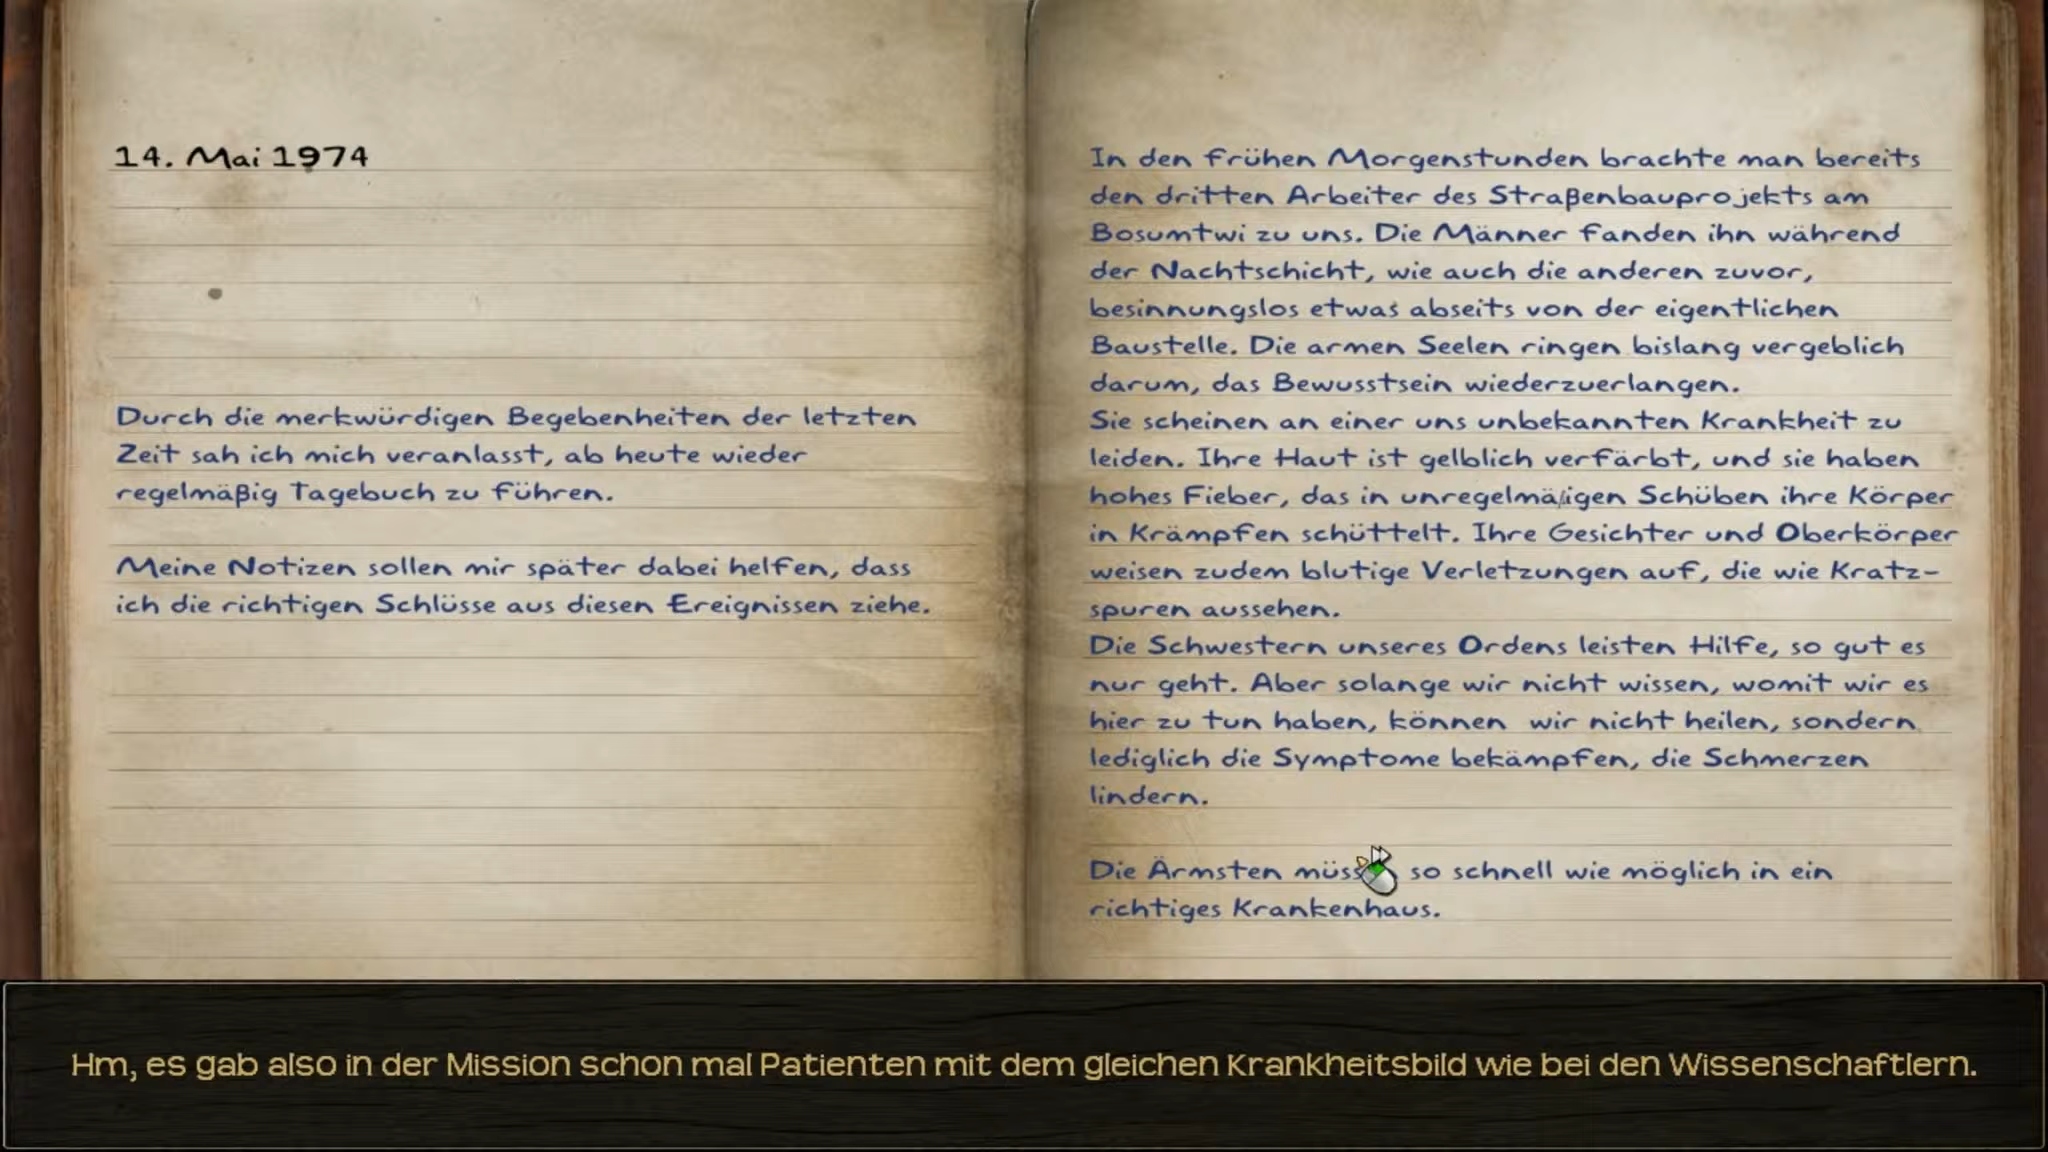 14. Mai 1974
Durch die merkwürdigen Begebenheiten der letzten
Zeit sah ich mich veranlasst, ab heute wieder
regelmäßig Tagebuch zu führen.
Meine Notizen sollen mir später dabei helfen, dass
ich die richtigen Schlüsse aus diesen Ereignissen ziehe.
In den frühen Morgenstunden brachte man bereits
den dritten Arbeiter des Straßenbauprojekts am
Bosumtwi zu uns. Die Männer fanden ihn während
der Nachtschicht, wie auch die anderen zuvor,
besinnungslos etwas abseits von der eigentlichen
Baustelle. Die armen Seelen ringen bislang vergeblich
darum, das Bewusstsein wiederzuerlangen.
Sie scheinen an einer uns unbekannten Krankheit zu
leiden. Ihre Haut ist gelblich verfärbt, und sie haben
hohes Fieber, das in Schüben ihre Körper
in Krämpfen schüttelt. Ihre Gesichter und Oberkörper
weisen zudem blutige Verletzungen auf, die wie Kratz-
spuren aussehen.
Die Schwestern unseres Ordens leisten Hilfe, so gut es
nur geht. Aber solange wir nicht wissen, womit wir es
hier zu tun haben, können wir nicht heilen, sondern
lediglich die Symptome bekämpfen, die Schmerzen
lindern.
Die Ärmsten so schnell wie möglich in ein
richtiges Krankenhaus.
Hm, es gab also in der Mission schon mal Patienten mit dem gleichen Krankheitsbild wie bei den Wissenschaftlern.